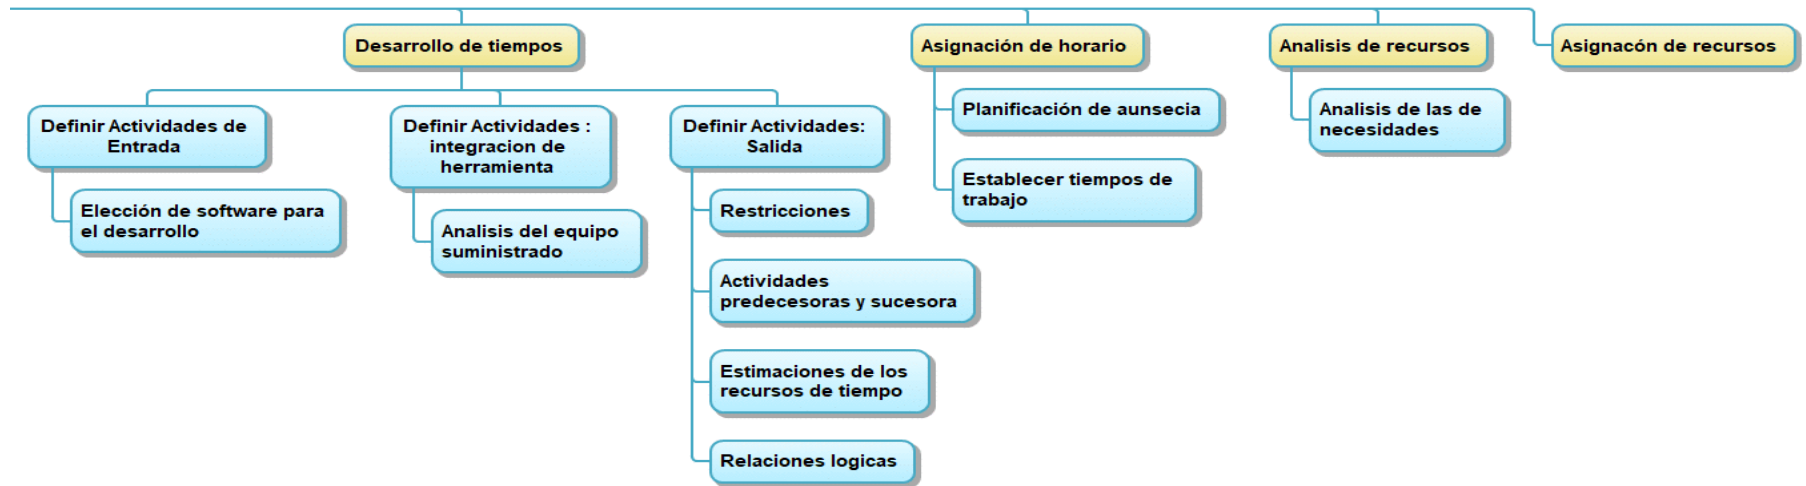 Desarrollo de tiempos
Asignación de horario
Analisis de recursos
Asignacón de recursos
Definir Actividades de
Entrada
Elección de software para
el desarrollo
Definir Actividades :
integracion de
herramienta
Analisis del equipo
suministrado
Definir Actividades:
Salida
Restricciones
Actividades
predecesoras y sucesora
Estimaciones de los
recursos de tiempo
Relaciones logicas
Planificación de aunsecia
Establecer tiempos de
trabajo
Analisis de las de
necesidades